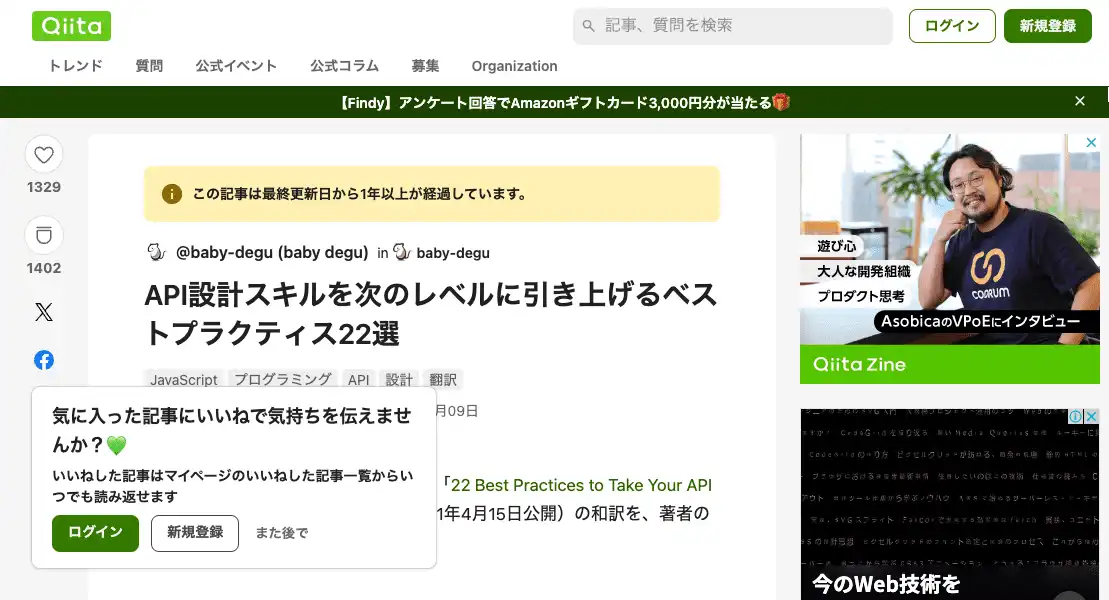 Qiita
記事、質問を検索
ログイン
新規登録
トレンド
質問
公式イベント
公式コラム
募集
Organization
【Findy】アンケート回答でAmazonギフトカード3,000円分が当たる🎁
1329
1402
この記事は最終更新日から1年以上が経過しています。
@baby-degu (baby degu) in baby-degu
API設計スキルを次のレベルに引き上げるベス
トプラクティス22選
JavaScript プログラミング API 設計 翻訳
月09日
気に入った記事にいいねで気持ちを伝えませ
んか？💚
いいねした記事はマイページのいいねした記事一覧からい
つでも読み返せます
ログイン
新規登録
また後で
「22 Best Practices to Take Your API
1年4月15日公開）の和訳を、著者の
遊び心
大人な開発組織
プロダクト思考
AsobicaのVPoEにインタビュー
Qiita Zine
今のWeb技術を